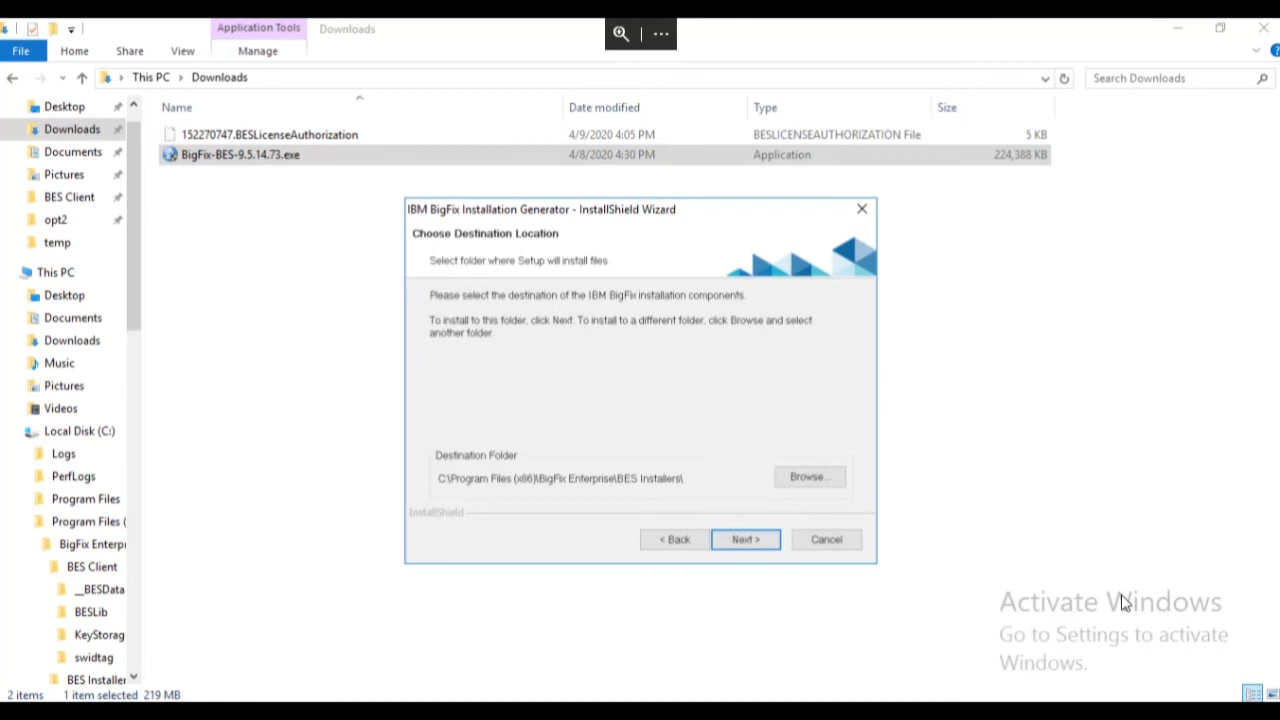 Application Tools
Downloads
File
Home
Share
View
Manage
This PC
Downloads
Search Downloads
Name
Date modified
Type
Size
152270747.BESLicenseAuthorization
4/9/2020 4:05 PM
BESLICENSEAUTHORIZATION File
5 KB
BigFix-BES-9.5.14.73.exe
4/8/2020 4:30 PM
Application
224,388 KB
Desktop
Downloads
Documents
Pictures
BES Client
opt2
temp
This PC
Desktop
Documents
Downloads
Music
Pictures
Videos
Local Disk (C:)
Logs
PerfLogs
Program Files
Program Files (
BigFix Enterp
BES Client
__BESData
BESLib
KeyStorag
swidtag
BES Installer
2 items
1 item selected 219 MB
IBM BigFix Installation Generator - InstallShield Wizard
Choose Destination Location
Select folder where Setup will install files.
Please select the destination of the IBM BigFix installation components.
To install to this folder, click Next. To install to a different folder, click Browse and select
another folder.
Destination Folder
C:\Program Files (x86)\BigFix Enterprise\BES Installers\
Browse...
InstallShield
< Back
Next >
Cancel
Activate Windows
Go to Settings to activate
Windows.